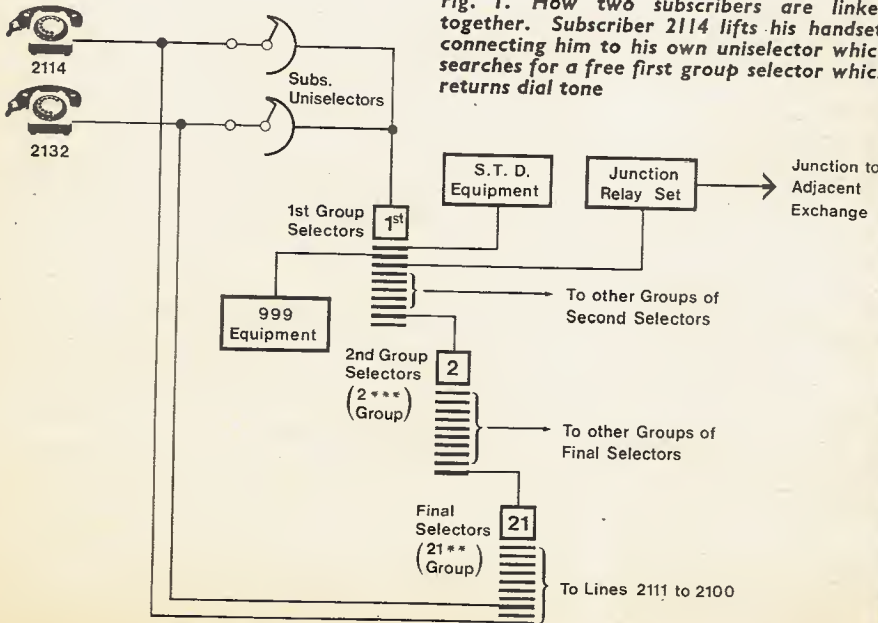 Fig. 1. How two subscribers are linke
together. Subscriber 2114 lifts his handset
connecting him to his own uniselector whic
searches for a free first group selector whic
returns dial tone
2114
2132
Subs.
Uniselectors
S.T.D.
Equipment
Junction
Relay Set
Junction to
Adjacent
Exchange
1st Group
Selectors
1st
999
Equipment
To other Groups of
Second Selectors
2nd Group
Selectors
(2***
Group)
2
To other Groups of
Final Selectors
Final
Selectors
(21**
Group)
21
To Lines 2111 to 2100